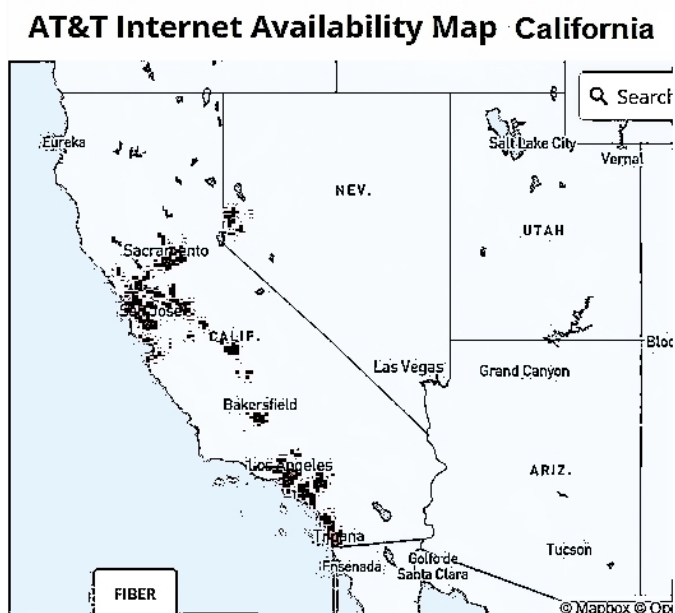 AT&T Internet Availability Map California
Search
Eureka
Salt Lake City
Vernal
NEV.
UTAH
Sacramento
San Jose
CALIF.
Las Vegas
Grand Canyon
Bakersfield
Los Angeles
ARIZ.
Tijuana
Tucson
Ensenada
Golfo de
Santa Clara
FIBER
© Mapbox © Ope